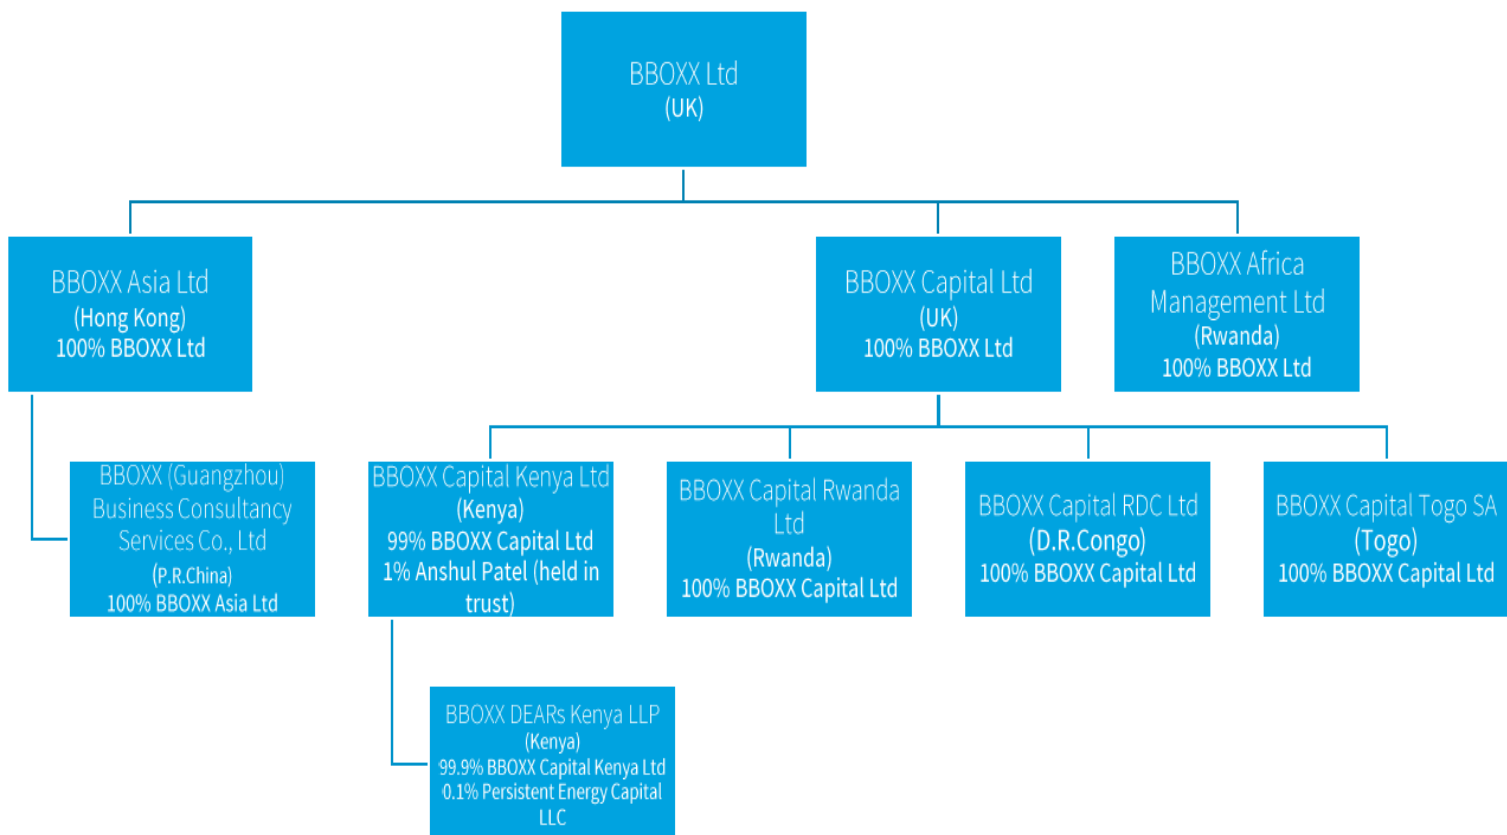 BBOXX Ltd
(UK)
BBOXX Asia Ltd
(Hong Kong)
100% BBOXX Ltd
BBOXX Capital Ltd
(UK)
100% BBOXX Ltd
BBOXX Africa
Management Ltd
(Rwanda)
100% BBOXX Ltd
BBOXX (Guangzhou)
Business Consultancy
Services Co., Ltd
(P.R.China)
100% BBOXX Asia Ltd
BBOXX Capital Kenya Ltd
(Kenya)
99% BBOXX Capital Ltd
1% Anshul Patel (held in
trust)
BBOXX Capital Rwanda
Ltd
(Rwanda)
100% BBOXX Capital Ltd
BBOXX Capital RDC Ltd
(D.R.Congo)
100% BBOXX Capital Ltd
BBOXX Capital Togo SA
(Togo)
100% BBOXX Capital Ltd
BBOXX DEARs Kenya LLP
(Kenya)
99.9% BBOXX Capital Kenya Ltd
0.1% Persistent Energy Capital
LLC